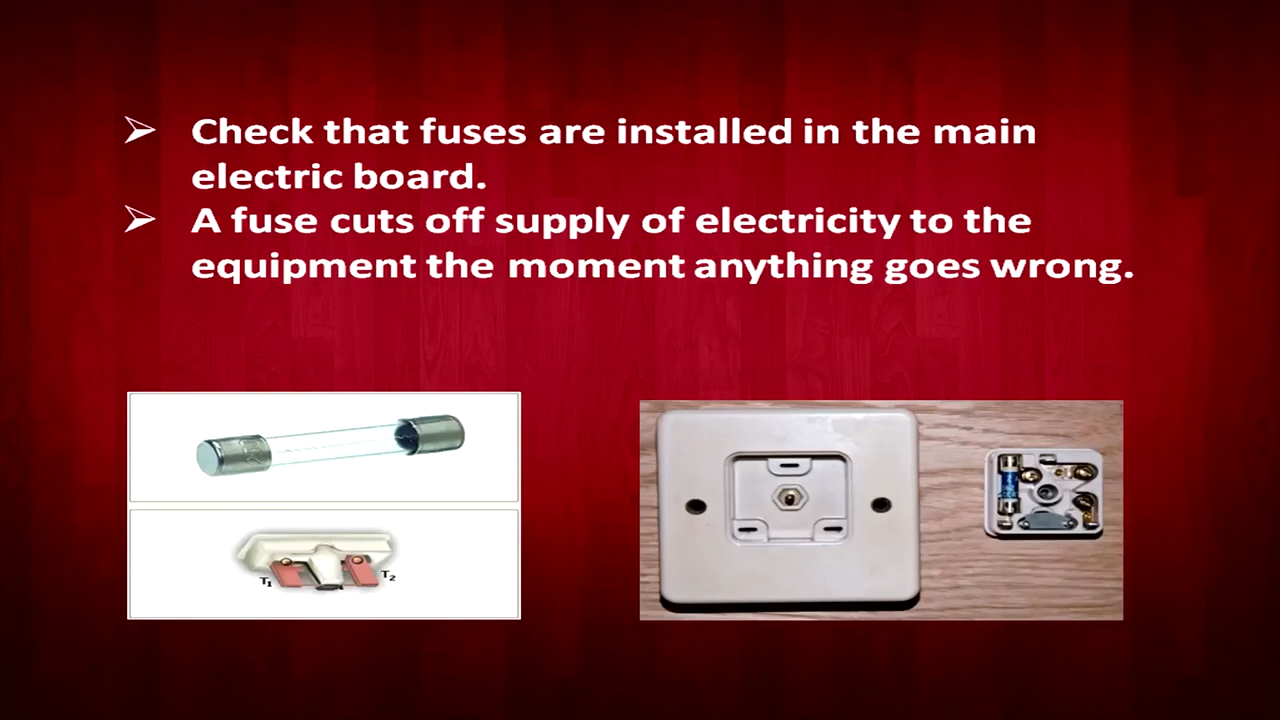 ➢ Check that fuses are installed in the main
electric board.
➢ A fuse cuts off supply of electricity to the
equipment the moment anything goes wrong.
T1 T2